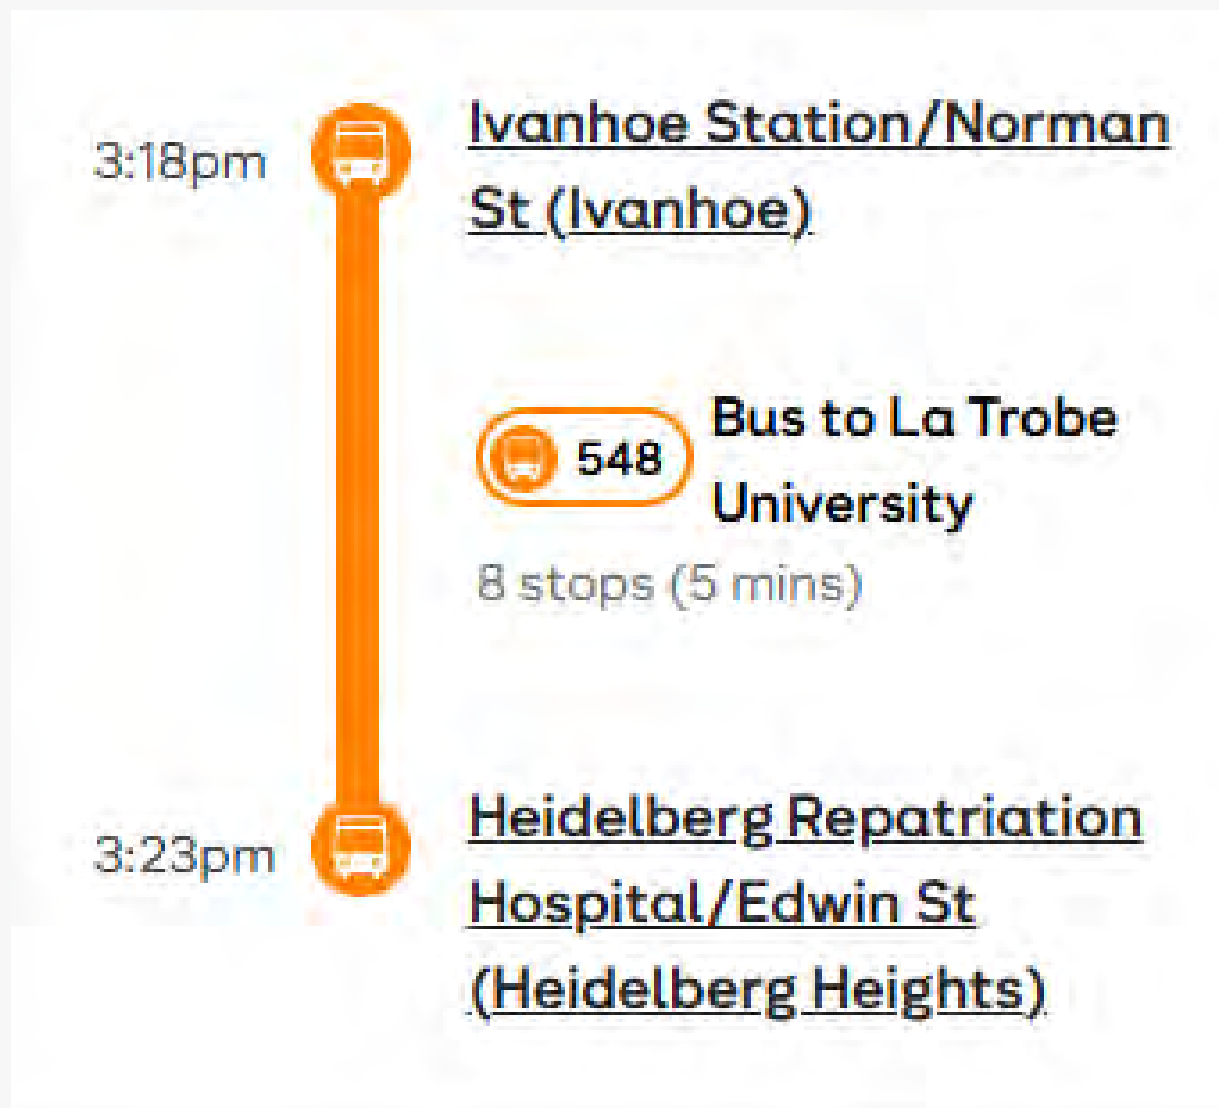 3:18pm
Ivanhoe Station/Norman
St (Ivanhoe)
548
Bus to La Trobe
University
8 stops (5 mins)
3:23pm
Heidelberg Repatriation
Hospital/Edwin St
(Heidelberg Heights)